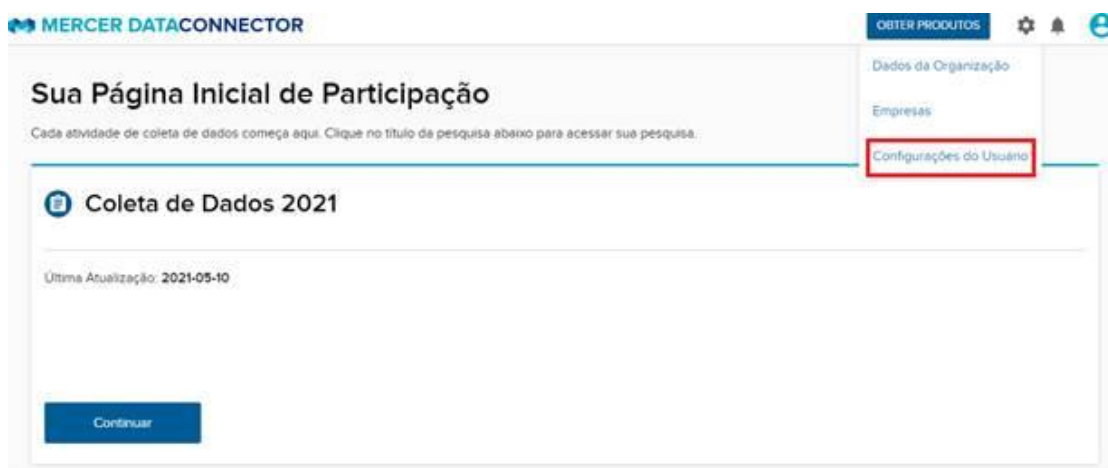 MERCER DATACONNECTOR
OBTER PRODUTOS
Dados da Organização
Empresas
Configurações do Usuário
Sua Página Inicial de Participação
Cada atividade de coleta de dados começa aqui. Clique no título da pesquisa abaixo para acessar sua pesquisa.
Coleta de Dados 2021
Última Atualização: 2021-05-10
Continuar